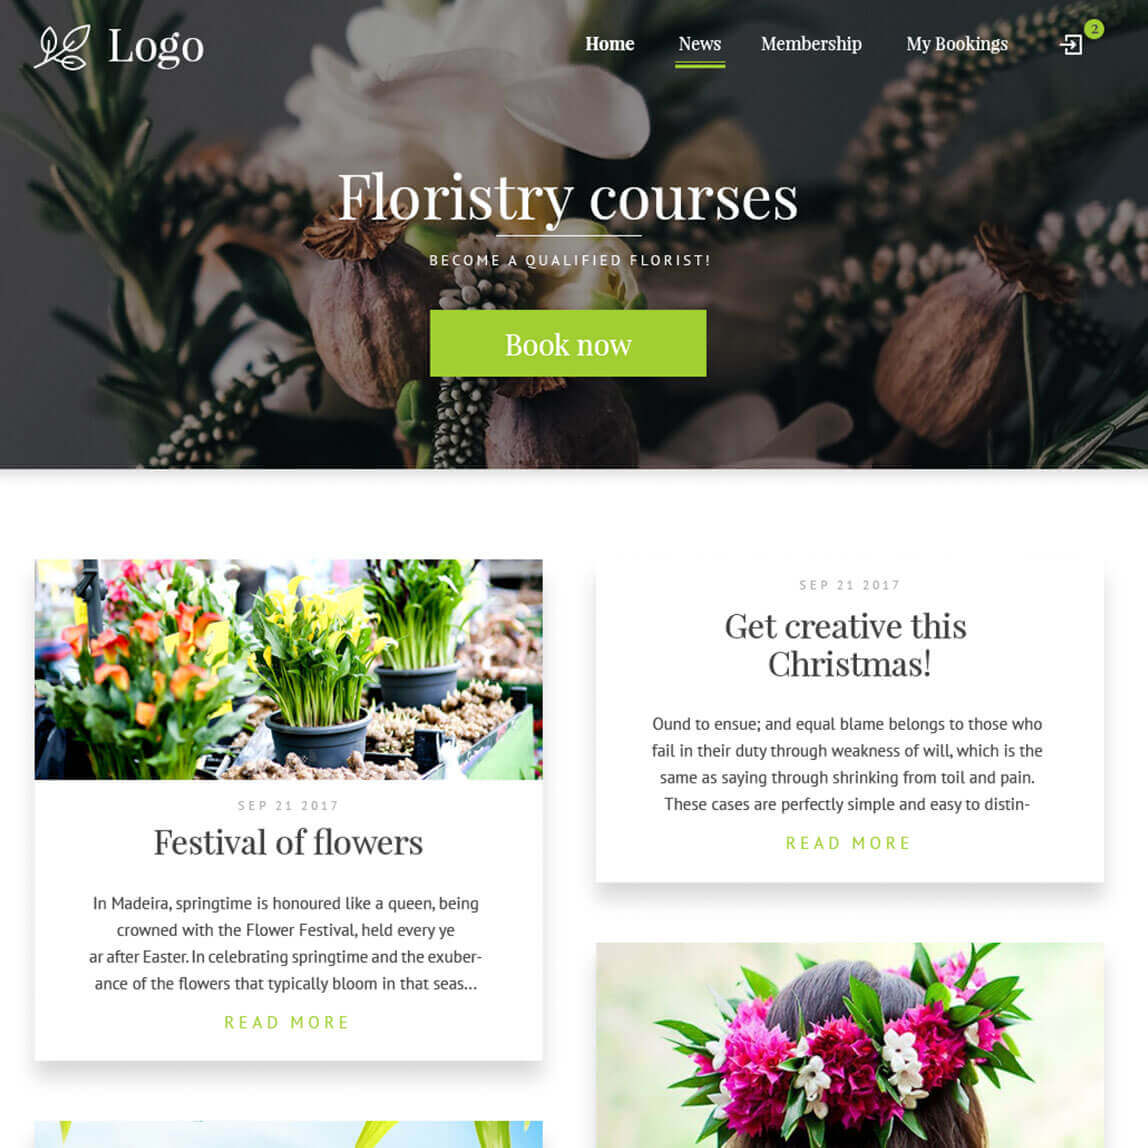 Logo
Home
News
Membership
My Bookings
2
Floristry courses
BECOME A QUALIFIED FLORIST!
Book now
SEP 21 2017
Festival of flowers
In Madeira, springtime is honoured like a queen, being
crowned with the Flower Festival, held every ye
ar after Easter. In celebrating springtime and the exuber-
ance of the flowers that typically bloom in that seas...
READ MORE
SEP 21 2017
Get creative this
Christmas!
Ound to ensue; and equal blame belongs to those who
fail in their duty through weakness of will, which is the
same as saying through shrinking from toil and pain.
These cases are perfectly simple and easy to distin-
READ MORE